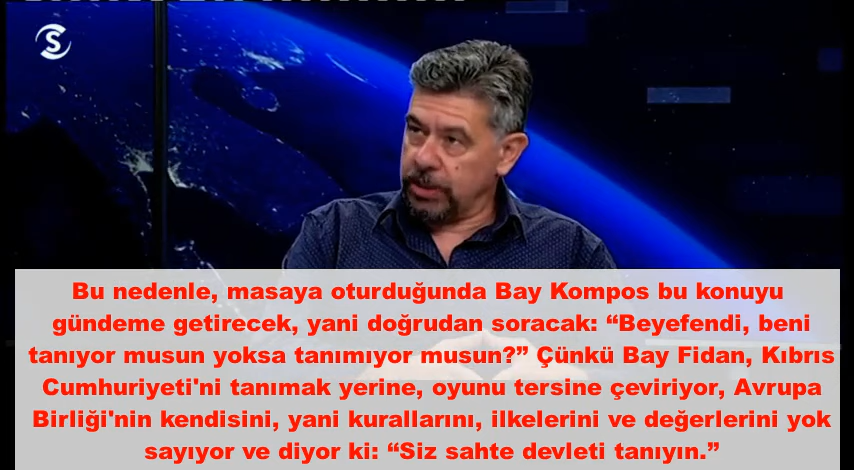 S
Bu nedenle, masaya oturduğunda Bay Kompos bu konuyu
gündeme getirecek, yani doğrudan soracak: “Beyefendi, beni
tanıyor musun yoksa tanımıyor musun?” Çünkü Bay Fidan, Kıbrıs
Cumhuriyeti'ni tanımak yerine, oyunu tersine çeviriyor, Avrupa
Birliği'nin kendisini, yani kurallarını, ilkelerini ve değerlerini yok
sayıyor ve diyor ki: “Siz sahte devleti tanıyın.”